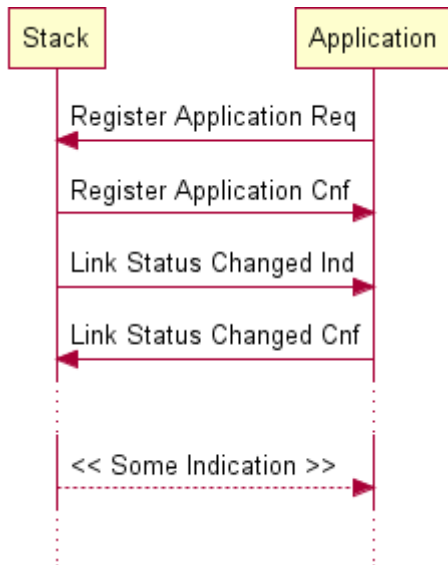 Stack
Application
Register Application Req
Register Application Cnf
Link Status Changed Ind
Link Status Changed Cnf
<< Some Indication >>